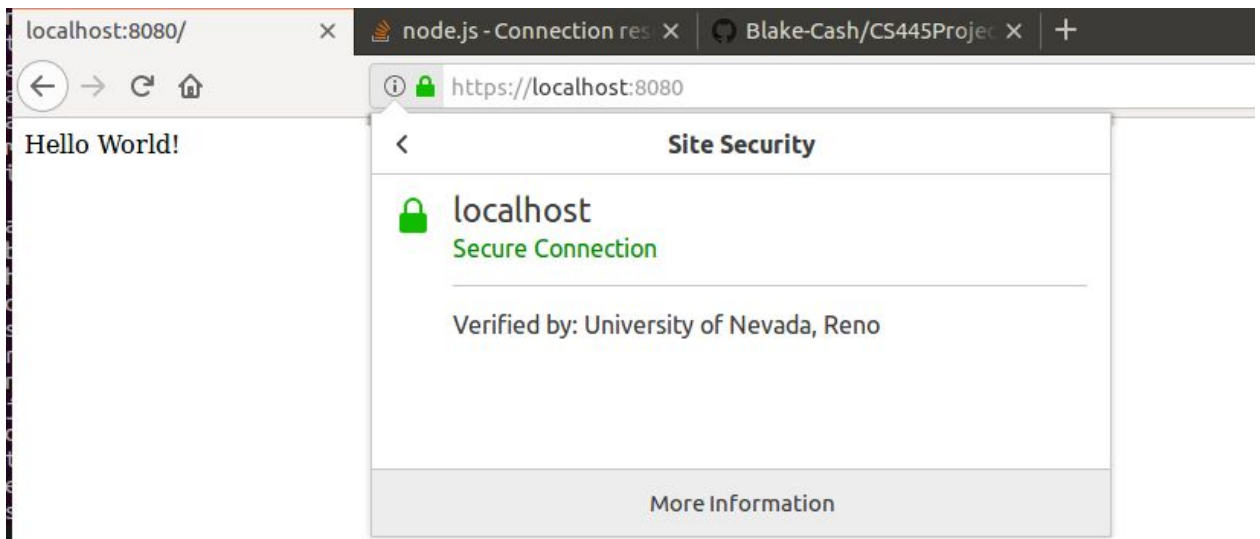 localhost:8080/
node.js - Connection res
Blake-Cash/CS445Projec
https://localhost:8080
Hello World!
Site Security
localhost
Secure Connection
Verified by: University of Nevada, Reno
More Information